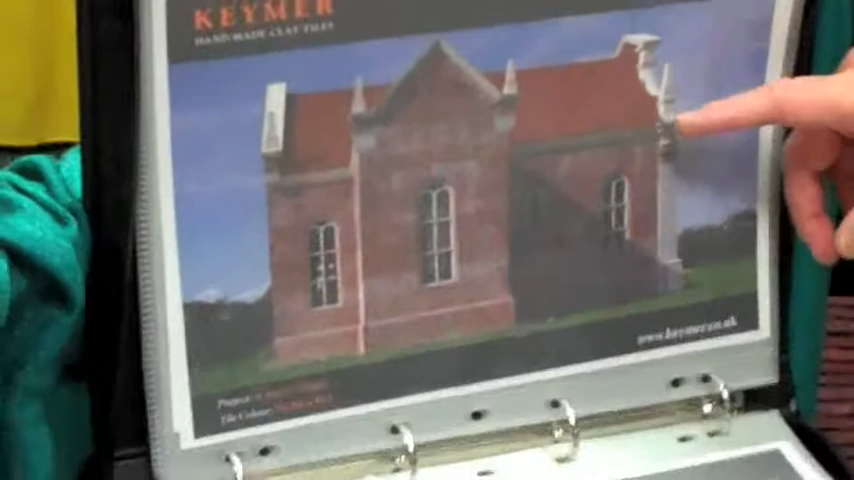 KEYMER
HAND MADE CLAY TILES
www.keymer.co.uk
Project:
Tile Colour: